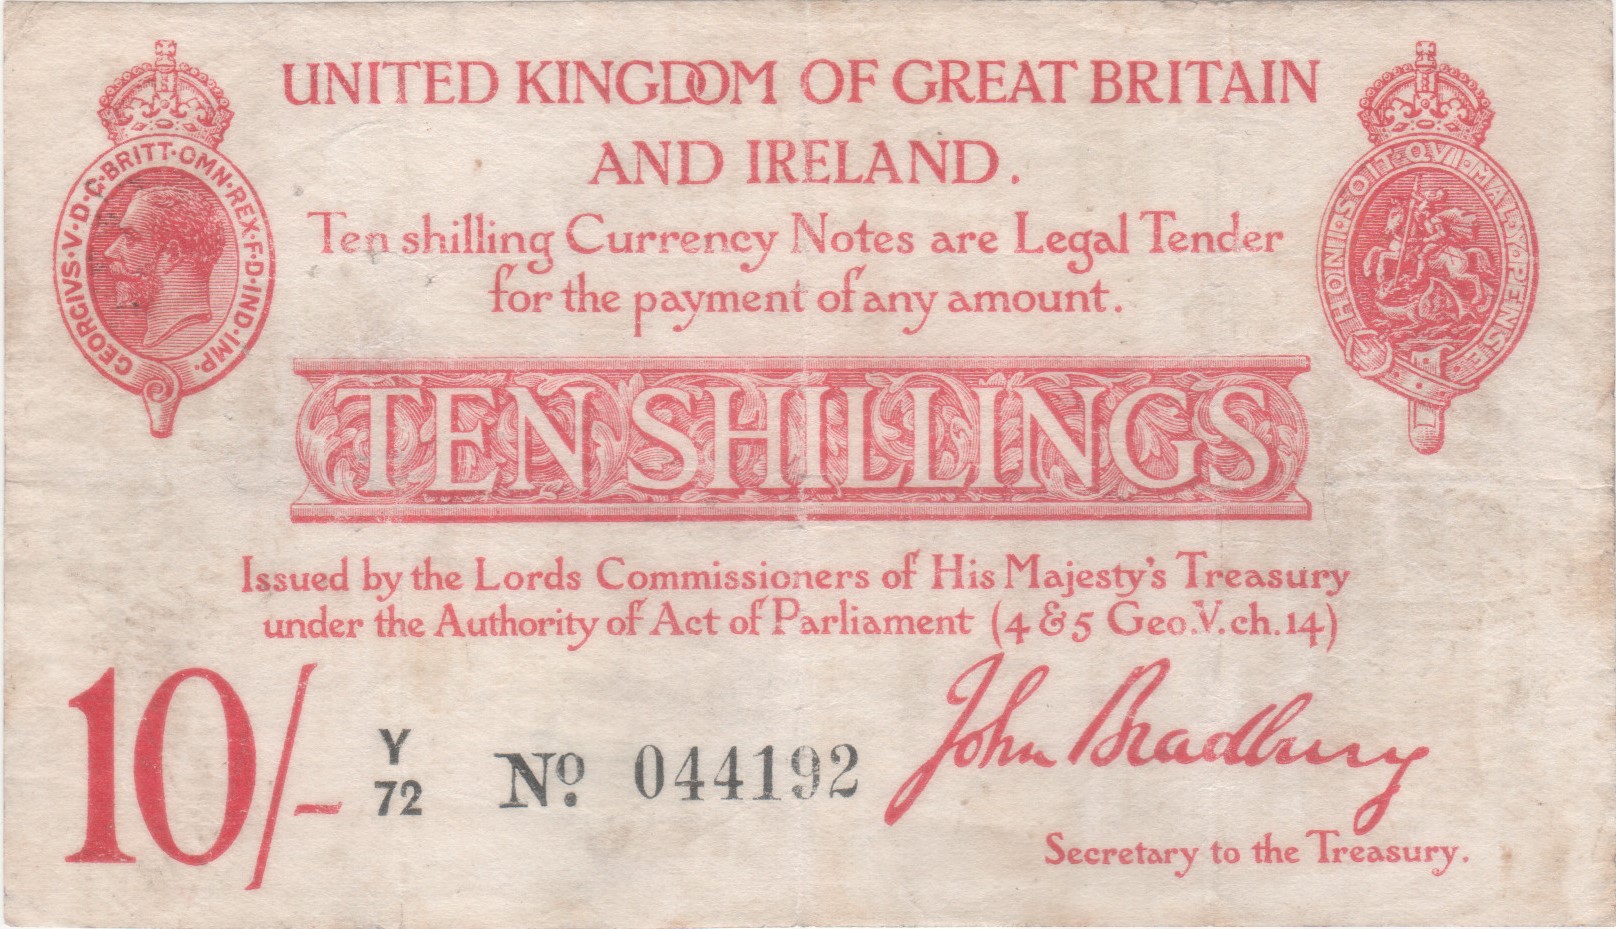 UNITED KINGDOM OF GREAT BRITAIN
AND IRELAND.
GEORGIVS·V·D·G·BRITT·OMN·REX·F·D·IND·IMP·
HONI·SOIT·QVI·MAL·Y·PENSE
Ten shilling Currency Notes are Legal Tender
for the payment of any amount.
TEN SHILLINGS
Issued by the Lords Commissioners of His Majesty's Treasury
under the Authority of Act of Parliament (4 & 5 Geo.V. ch.14)
10/-
Y
72
No. 044192
John Bradbury
Secretary to the Treasury.